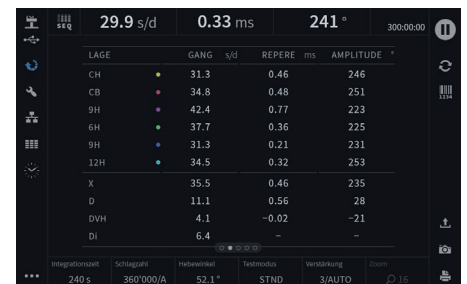 SEQ 29.9 s/d 0.33 ms 241 ° 300:00:00
LAGE GANG s/d REPERE ms AMPLITUDE °
CH 31.3 0.46 246
CB 34.8 0.48 251
9H 42.4 0.77 223
6H 37.7 0.36 225
9H 31.3 0.21 231
12H 34.5 0.32 253
X 35.5 0.46 235
D 11.1 0.56 28
DVH 4.1 -0.02 -21
Di 6.4 - -
Integrationszeit Schlagzahl Hebewinkel Testmodus Verstärkung Zoom
240 s 360'000/A 52.1 ° STND 3/AUTO 16
1234